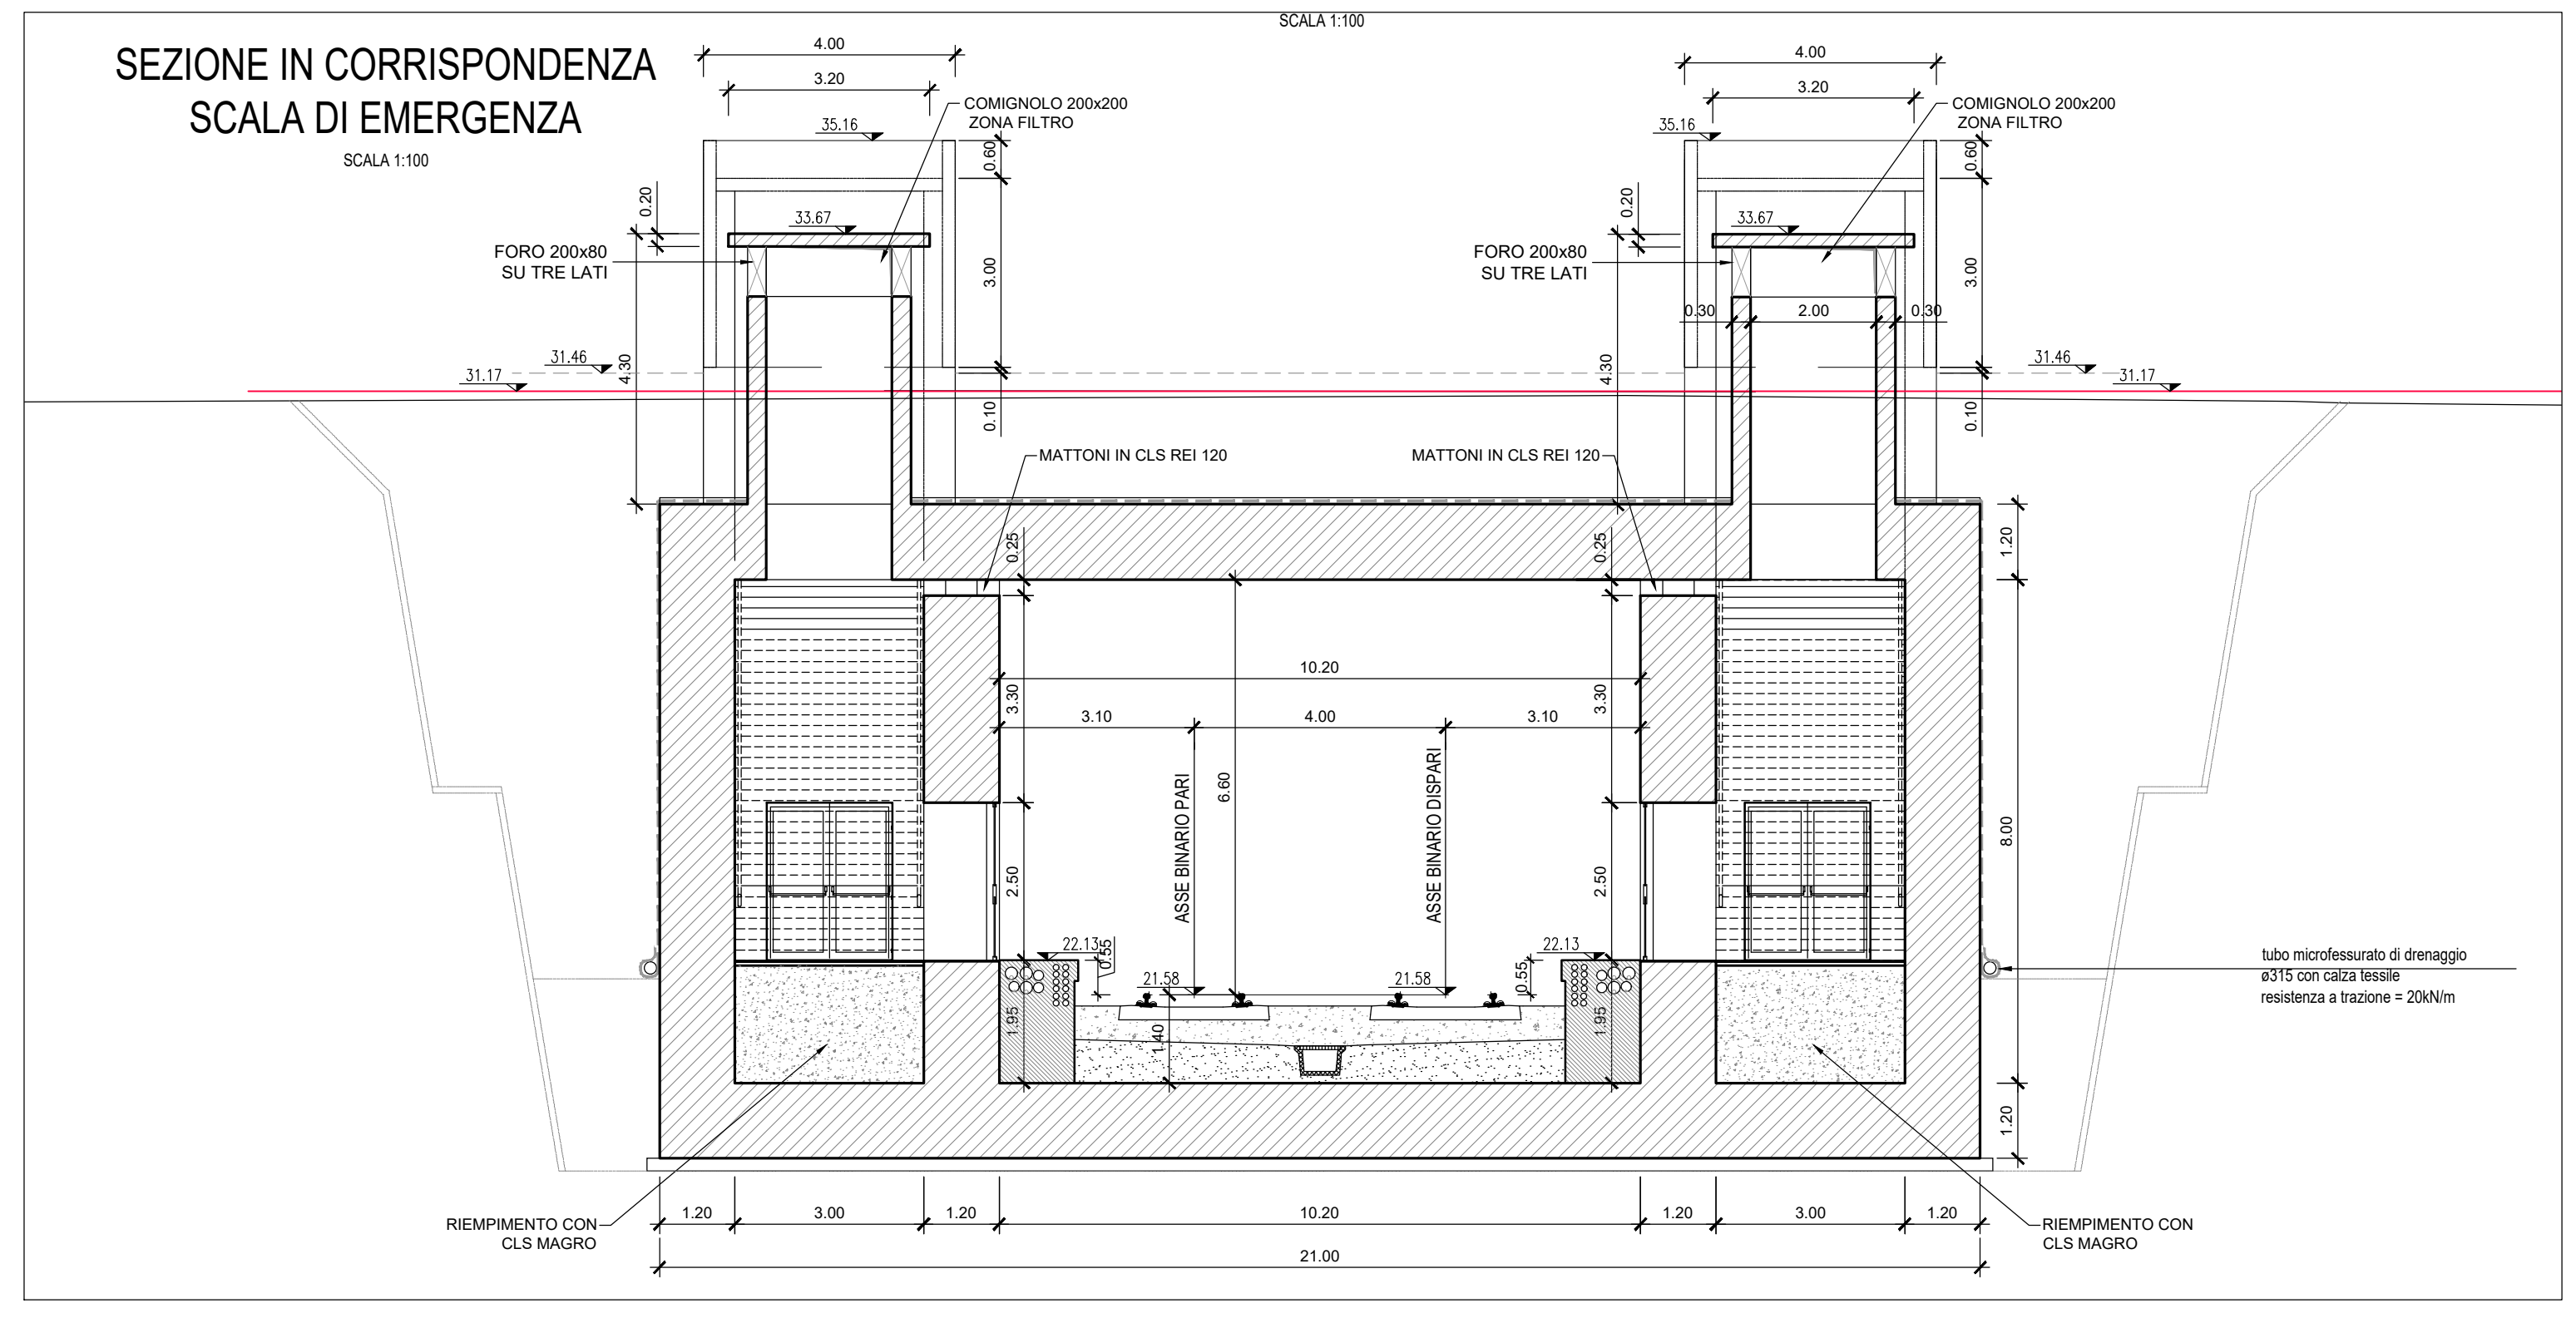 SCALA 1:100
SEZIONE IN CORRISPONDENZA
SCALA DI EMERGENZA
SCALA 1:100
4.00
3.20
4.00
3.20
COMIGNOLO 200x200
ZONA FILTRO
COMIGNOLO 200x200
ZONA FILTRO
35.16
35.16
0.60
0.60
0.20
0.20
33.67
33.67
FORO 200x80
SU TRE LATI
FORO 200x80
SU TRE LATI
3.00
3.00
0.30
2.00
0.30
31.46
31.17
4.30
4.30
31.46
31.17
0.10
0.10
MATTONI IN CLS REI 120
MATTONI IN CLS REI 120
0.25
0.25
1.20
10.20
3.30
3.30
3.10
4.00
3.10
ASSE BINARIO PARI
6.60
ASSE BINARIO DISPARI
8.00
2.50
2.50
22.13
0.55
22.13
0.55
21.58
21.58
1.95
1.40
1.95
tubo microfessurato di drenaggio
ø315 con calza tessile
resistenza a trazione = 20kN/m
1.20
RIEMPIMENTO CON
CLS MAGRO
1.20
3.00
1.20
10.20
1.20
3.00
1.20
RIEMPIMENTO CON
CLS MAGRO
21.00